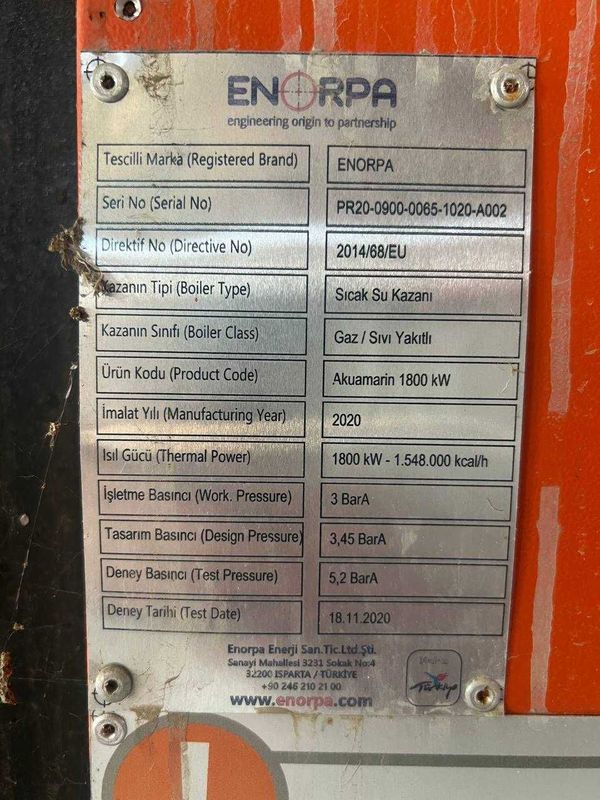 ENORPA
engineering origin to partnership
Tescilli Marka (Registered Brand) ENORPA
Seri No (Serial No) PR20-0900-0065-1020-A002
Direktif No (Directive No) 2014/68/EU
Kazanın Tipi (Boiler Type) Sıcak Su Kazanı
Kazanın Sınıfı (Boiler Class) Gaz / Sıvı Yakıtlı
Ürün Kodu (Product Code) Akuamarin 1800 kW
İmalat Yılı (Manufacturing Year) 2020
Isıl Gücü (Thermal Power) 1800 kW - 1.548.000 kcal/h
İşletme Basıncı (Work. Pressure) 3 BarA
Tasarım Basıncı (Design Pressure) 3,45 BarA
Deney Basıncı (Test Pressure) 5,2 BarA
Deney Tarihi (Test Date) 18.11.2020
Enorpa Enerji San.Tic.Ltd.Şti.
Sanayi Mahallesi 3231 Sokak No:4
32200 ISPARTA / TÜRKİYE
+90 246 210 21 00
www.enorpa.com
Türkiye